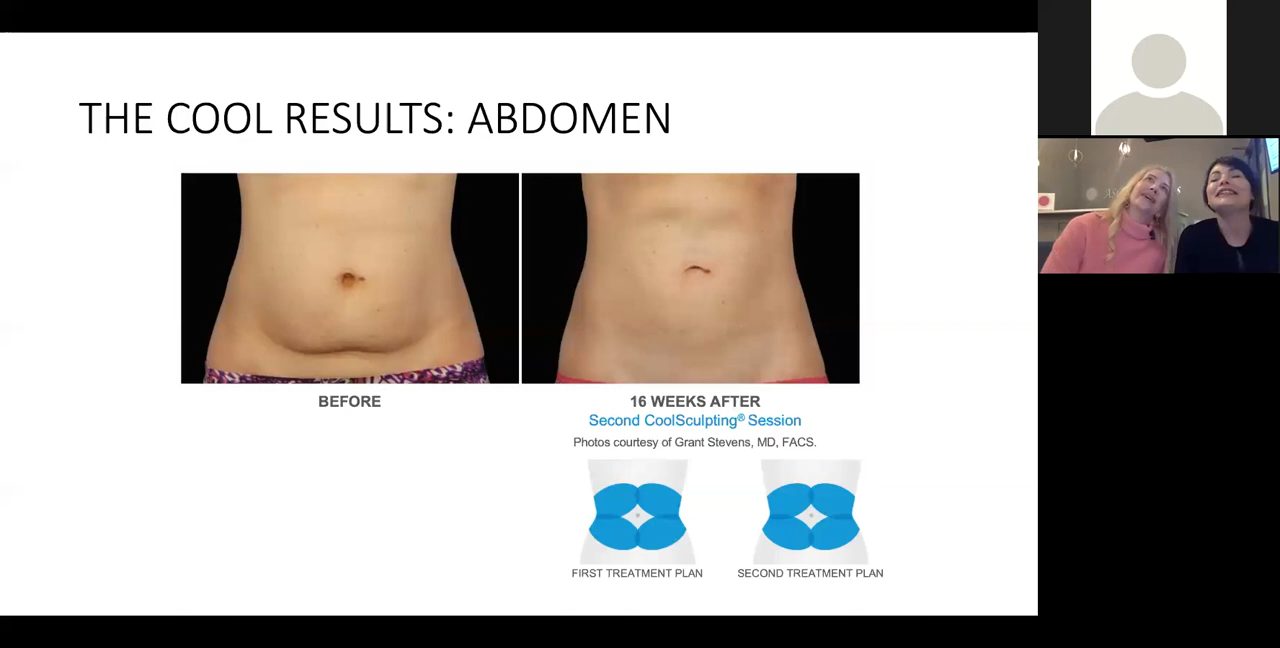 THE COOL RESULTS: ABDOMEN
BEFORE
16 WEEKS AFTER
Second CoolSculpting® Session
Photos courtesy of Grant Stevens, MD, FACS.
FIRST TREATMENT PLAN
SECOND TREATMENT PLAN